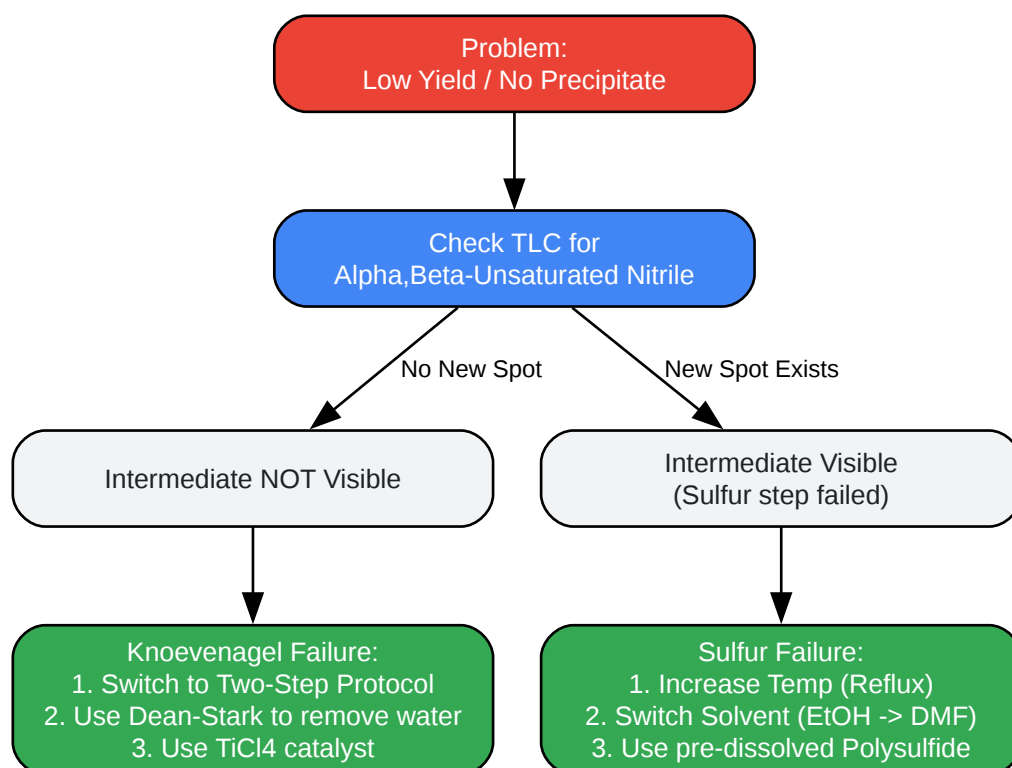 Problem:
Low Yield / No Precipitate
Check TLC for
Alpha,Beta-Unsaturated Nitrile
No New Spot
New Spot Exists
Intermediate NOT Visible
Intermediate Visible
(Sulfur step failed)
Knoevenagel Failure:
1. Switch to Two-Step Protocol
2. Use Dean-Stark to remove water
3. Use TiCl4 catalyst
Sulfur Failure:
1. Increase Temp (Reflux)
2. Switch Solvent (EtOH -> DMF)
3. Use pre-dissolved Polysulfide